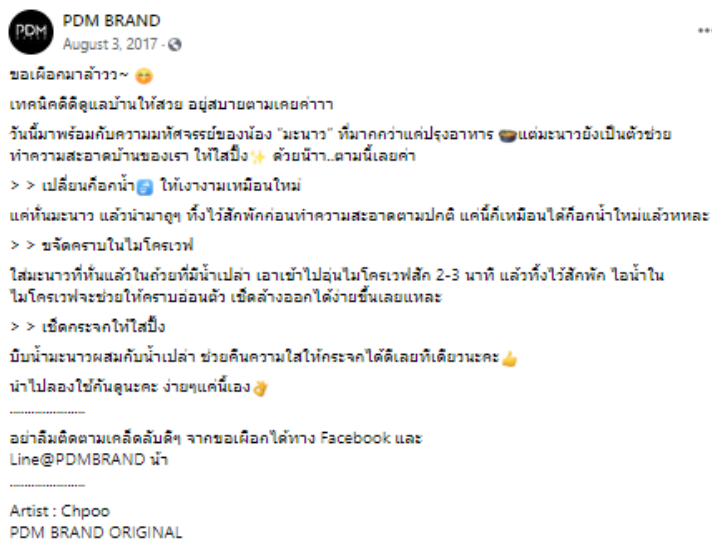 PDM BRAND
August 3, 2017
PDM
ขอเผือกมาล้าวว~ 😊
เทคนิคดีดีดูแลบ้านให้สวย อยู่สบายตามเคยค่าาา
วันนี้มาพร้อมกับความมหัศจรรย์ของน้อง "มะนาว" ที่มากกว่าแค่ปรุงอาหาร 🍲แต่มะนาวยังเป็นตัวช่วย
ทำความสะอาดบ้านของเรา ให้ใสปิ๊ง✨ ด้วยน๊าา..ตามนี้เลยค่า
> > เปลี่ยนก็อกน้ำ🚰 ให้เงางามเหมือนใหม่
แค่หั่นมะนาว แล้วนำมาถูๆ ทิ้งไว้สักพักก่อนทำความสะอาดตามปกติ แค่นี้ก็เหมือนได้ก็อกน้ำใหม่แล้วหหละ
> > ขจัดคราบในไมโครเวฟ
ใส่มะนาวที่หั่นแล้วในถ้วยที่มีน้ำเปล่า เอาเข้าไปอุ่นไมโครเวฟสัก 2-3 นาที แล้วทิ้งไว้สักพัก ไอน้ำใน
ไมโครเวฟจะช่วยให้คราบอ่อนตัว เช็ดล้างออกได้ง่ายขึ้นเลยแหละ
> > เช็ดกระจกให้ใสปิ๊ง
บีบน้ำมะนาวผสมกับน้ำเปล่า ช่วยคืนความใสให้กระจกได้ดีเลยทีเดียวนะคะ👍
นำไปลองใช้กันดูนะคะ ง่ายๆแค่นี้เอง👌
.....................
อย่าลืมติดตามเคล็ดลับดีๆ จากขอเผือกได้ทาง Facebook และ
Line@PDMBRAND น้า
.....................
Artist : Chpoo
PDM BRAND ORIGINAL